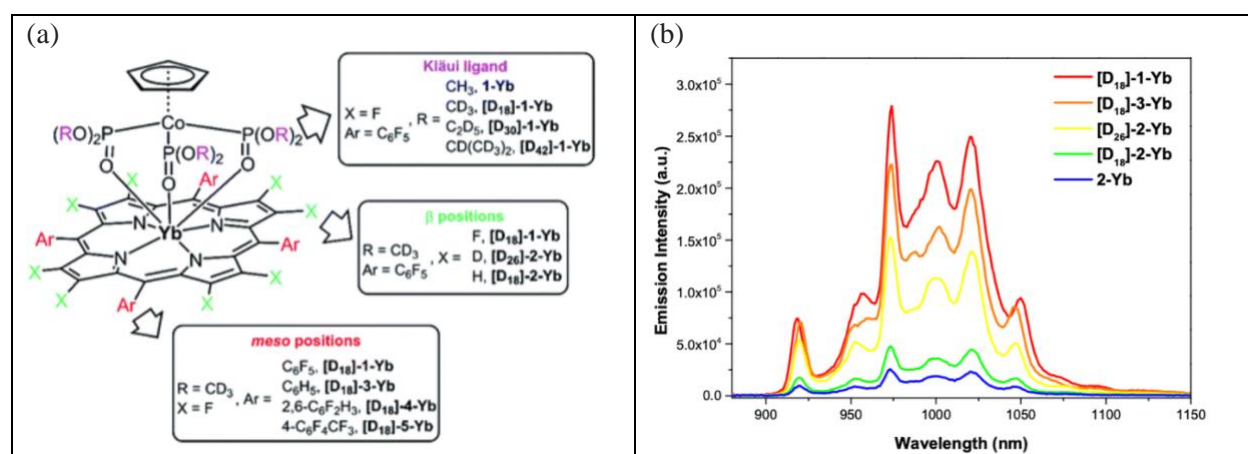 (a)
Kläui ligand
CH3, 1-Yb
X = F
Ar = C6F5 , R =
CD3, [D18]-1-Yb
C2D5, [D30]-1-Yb
CD(CD3)2, [D42]-1-Yb
Co
(RO)2P
P(OR)2
P(OR)2
O
O
O
Ar
X
X
X
X
Ar
Yb
N
N
N
N
Ar
X
X
X
X
Ar
β positions
R = CD3
Ar = C6F5 , X =
F, [D18]-1-Yb
D, [D26]-2-Yb
H, [D18]-2-Yb
meso positions
R = CD3
X = F , Ar =
C6F5, [D18]-1-Yb
C6H5, [D18]-3-Yb
2,6-C6F2H3, [D18]-4-Yb
4-C6F4CF3, [D18]-5-Yb
(b)
[D18]-1-Yb
[D18]-3-Yb
[D26]-2-Yb
[D18]-2-Yb
2-Yb
Emission Intensity (a.u.)
3.0x10^5
2.5x10^5
2.0x10^5
1.5x10^5
1.0x10^5
5.0x10^4
0.0
900 950 1000 1050 1100 1150
Wavelength (nm)